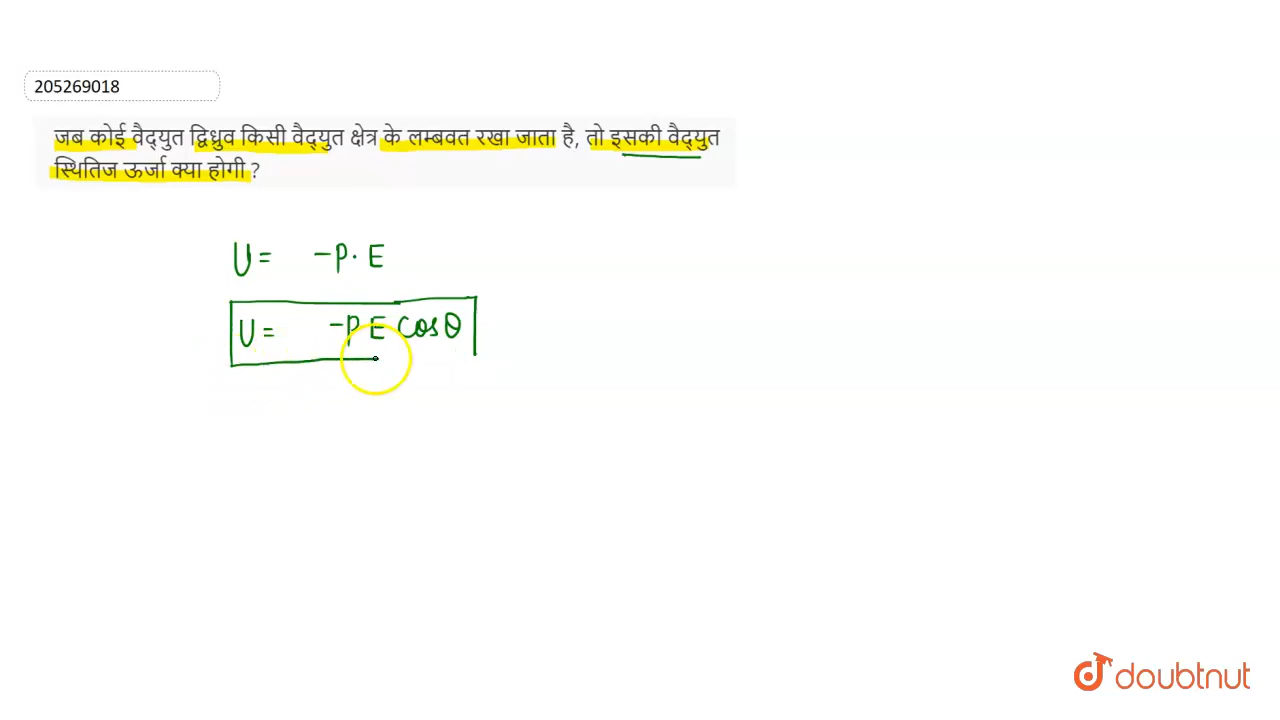 205269018
जब कोई वैद्युत द्विध्रुव किसी वैद्युत क्षेत्र के लम्बवत रखा जाता है, तो इसकी वैद्युत
स्थितिज ऊर्जा क्या होगी ?
U = -P. E
U = -P E Cosθ
doubtnut